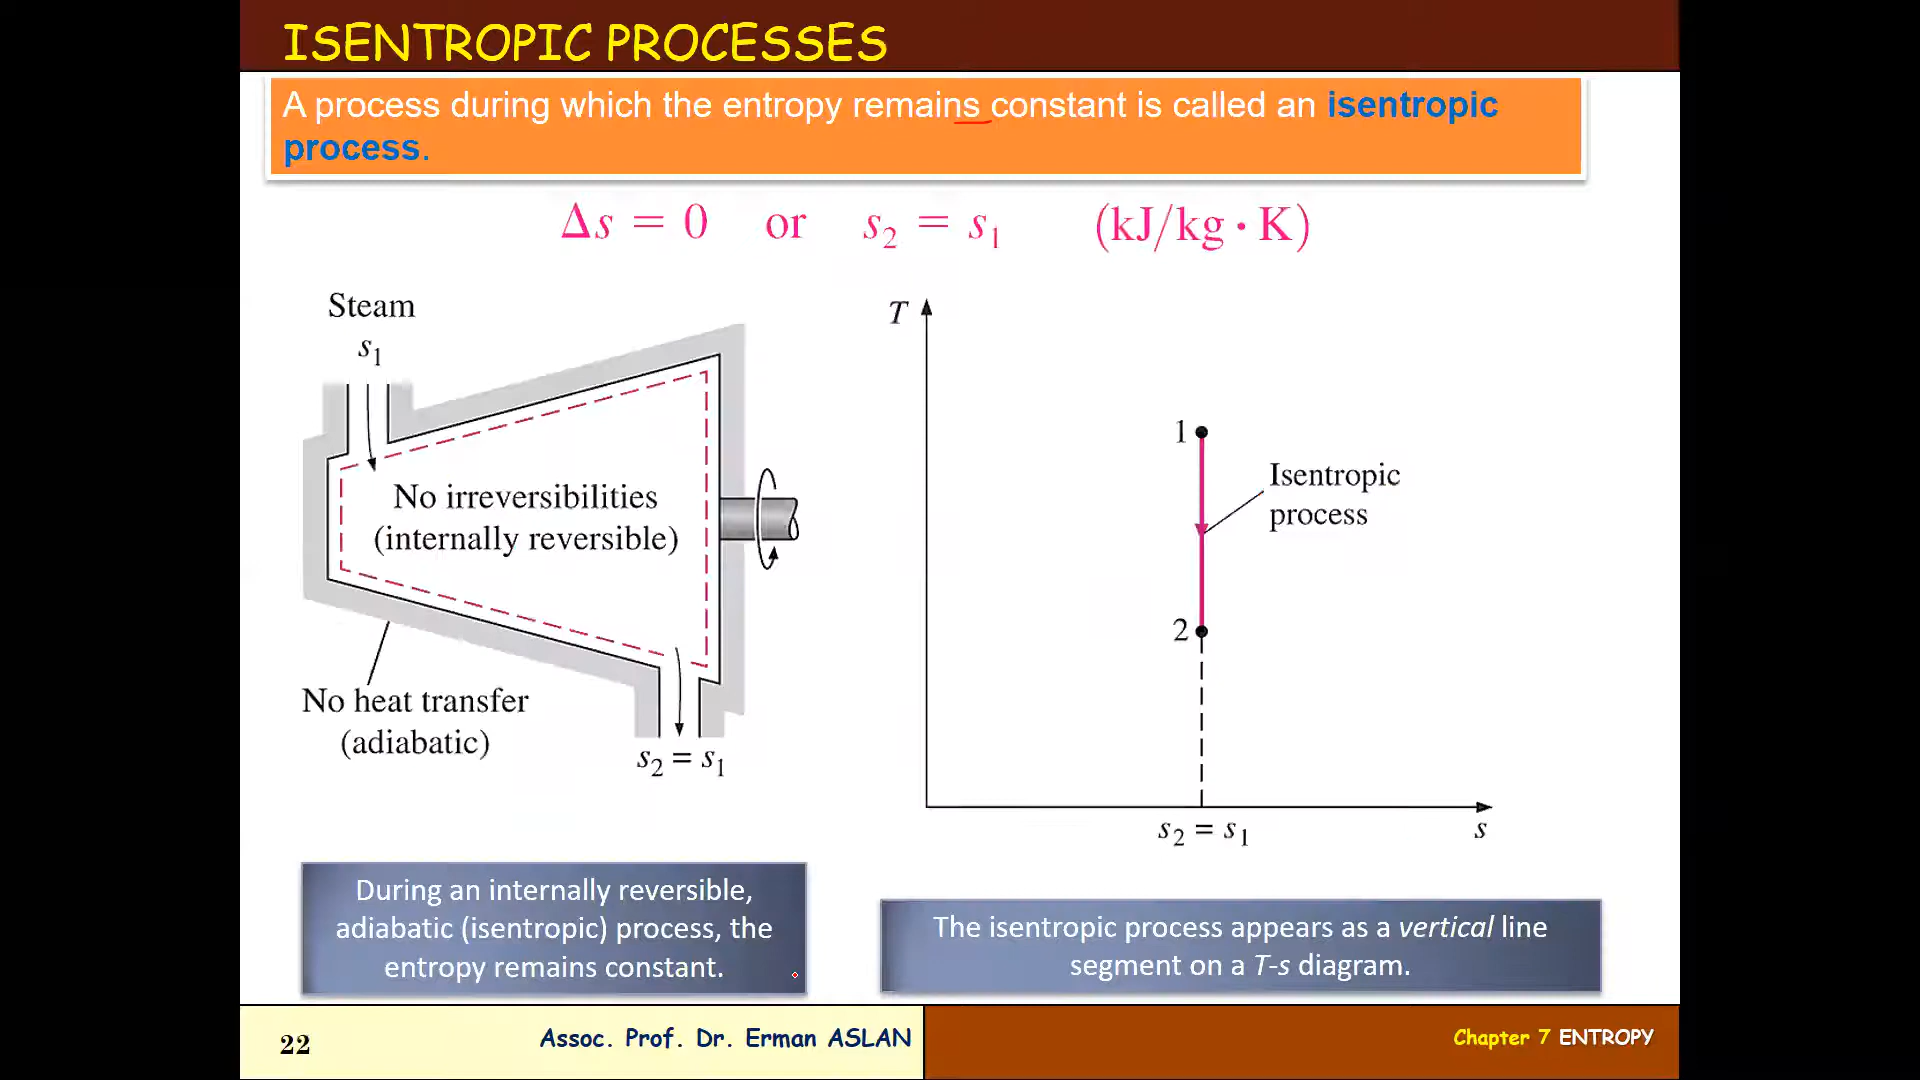 ISENTROPIC PROCESSES
A process during which the entropy remains constant is called an isentropic
process.
Δs = 0 or s₂ = s₁ (kJ/kg · K)
Steam
s₁
No irreversibilities
(internally reversible)
No heat transfer
(adiabatic)
s₂ = s₁
T
1
Isentropic
process
2
s₂ = s₁
s
During an internally reversible,
adiabatic (isentropic) process, the
entropy remains constant.
The isentropic process appears as a vertical line
segment on a T-s diagram.
22
Assoc. Prof. Dr. Erman ASLAN
Chapter 7 ENTROPY